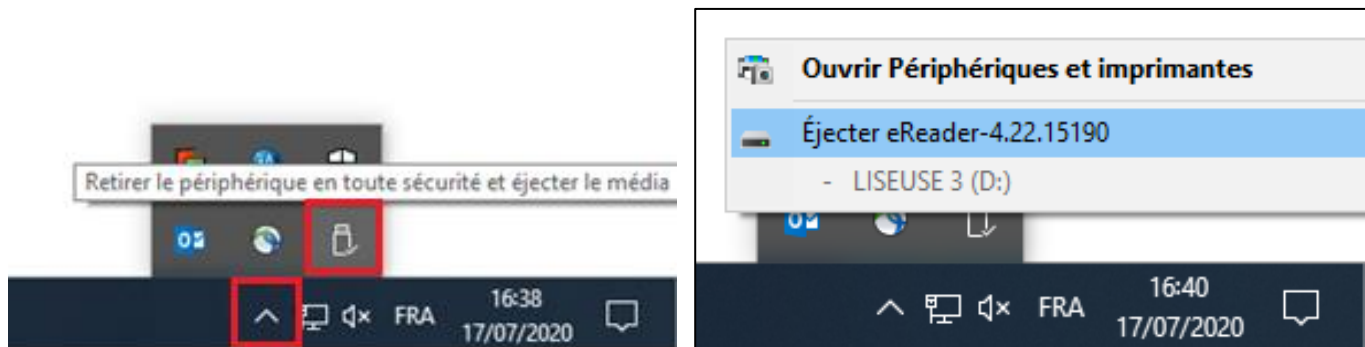 Retirer le périphérique en toute sécurité et éjecter le média
FRA
16:38
17/07/2020
Ouvrir Périphériques et imprimantes
Éjecter eReader-4.22.15190
- LISEUSE 3 (D:)
FRA
16:40
17/07/2020